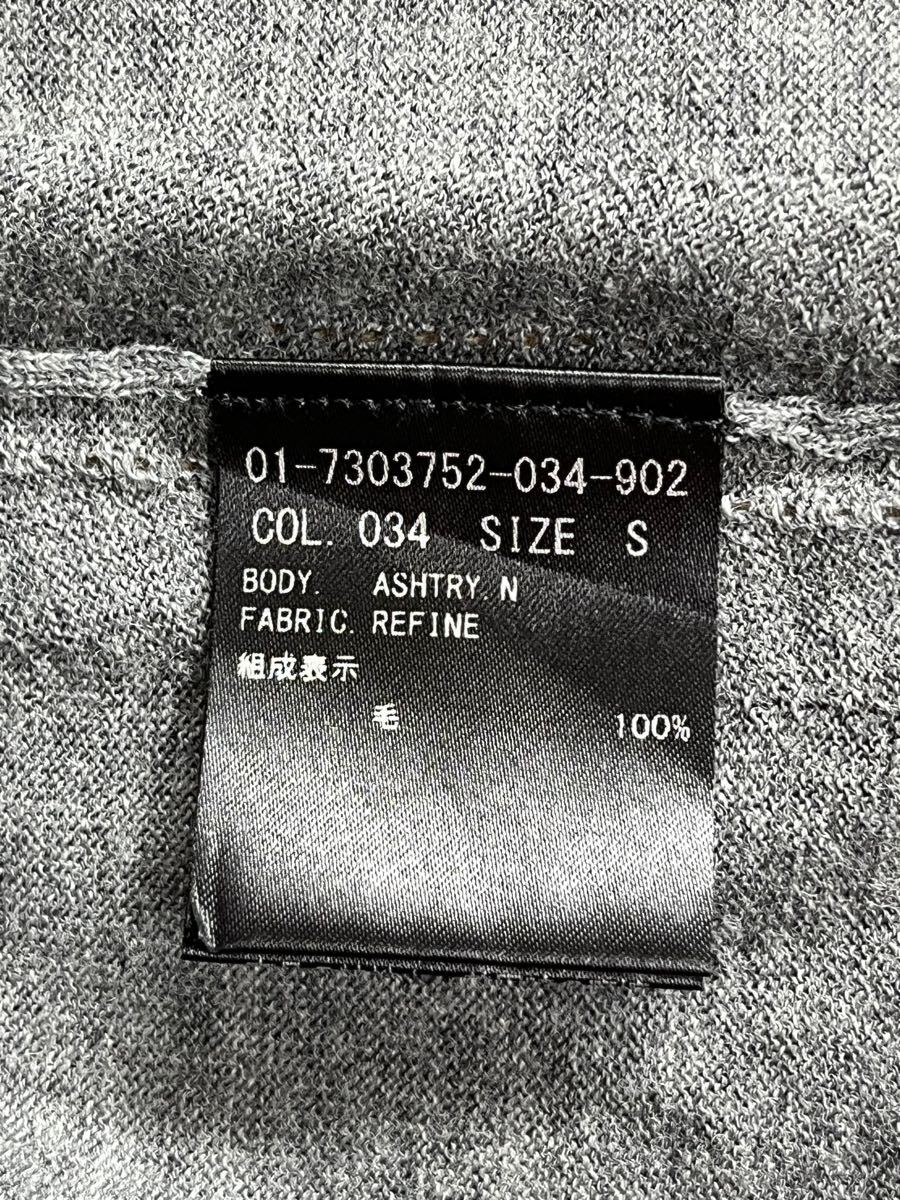 01-7303752-034-902
COL. 034 SIZE S
BODY. ASHTRY.N
FABRIC. REFINE
組成表示
毛 100%